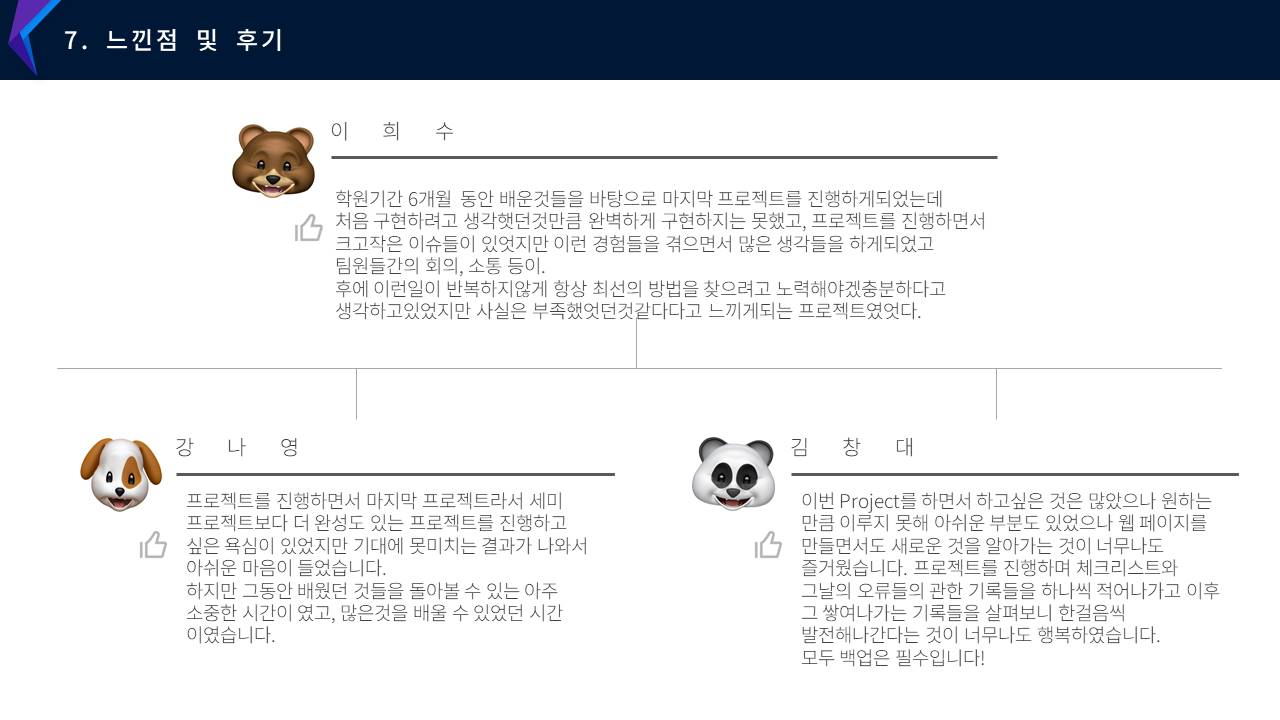 7. 느낀점 및 후기
이 희 수
학원기간 6개월 동안 배운것들을 바탕으로 마지막 프로젝트를 진행하게되었는데
처음 구현하려고 생각했던것만큼 완벽하게 구현하지는 못했고, 프로젝트를 진행하면서
크고작은 이슈들이 있엇지만 이런 경험들을 겪으면서 많은 생각들을 하게되었고
팀원들간의 회의, 소통 등이.
후에 이런일이 반복하지않게 항상 최선의 방법을 찾으려고 노력해야겠충분하다고
생각하고있었지만 사실은 부족했엇던것같다다고 느끼게되는 프로젝트였엇다.
강 나 영
프로젝트를 진행하면서 마지막 프로젝트라서 세미
프로젝트보다 더 완성도 있는 프로젝트를 진행하고
싶은 욕심이 있었지만 기대에 못미치는 결과가 나와서
아쉬운 마음이 들었습니다.
하지만 그동안 배웠던 것들을 돌아볼 수 있는 아주
소중한 시간이 였고, 많은것을 배울 수 있었던 시간
이였습니다.
김 창 대
이번 Project를 하면서 하고싶은 것은 많았으나 원하는
만큼 이루지 못해 아쉬운 부분도 있었으나 웹 페이지를
만들면서도 새로운 것을 알아가는 것이 너무나도
즐거웠습니다. 프로젝트를 진행하며 체크리스트와
그날의 오류들의 관한 기록들을 하나씩 적어나가고 이후
그 쌓여나가는 기록들을 살펴보니 한걸음씩
발전해나간다는 것이 너무나도 행복하였습니다.
모두 백업은 필수입니다!